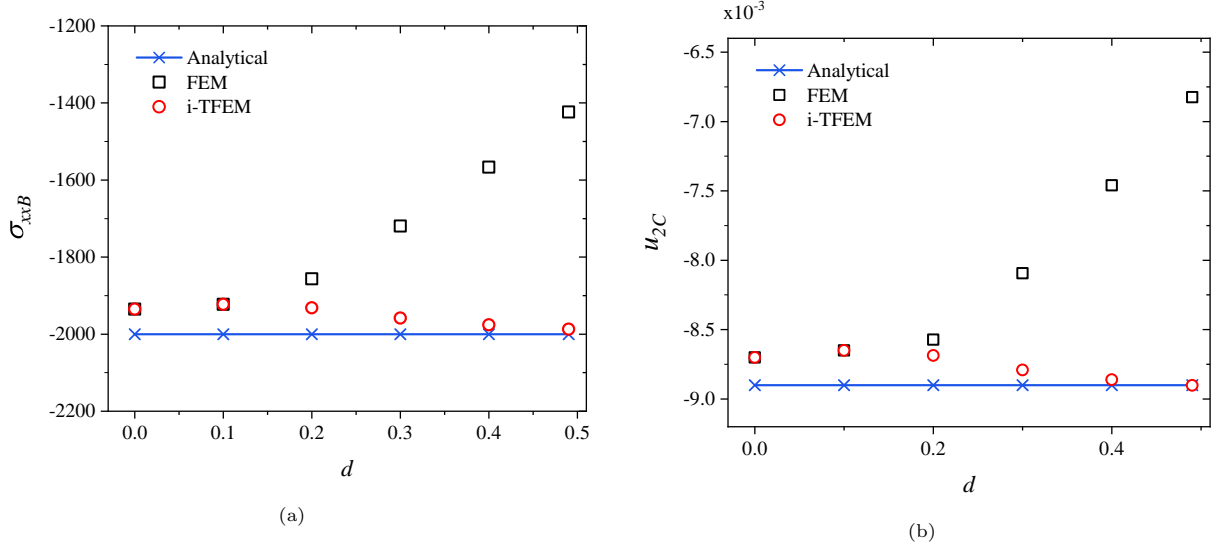 -1200
-1400
-1600
-1800
-2000
-2200
σxxB
Analytical
FEM
i-TFEM
0.0 0.1 0.2 0.3 0.4 0.5
d
(a)
x10-3
-6.5
-7.0
-7.5
-8.0
-8.5
-9.0
u2C
Analytical
FEM
i-TFEM
0.0 0.2 0.4
d
(b)